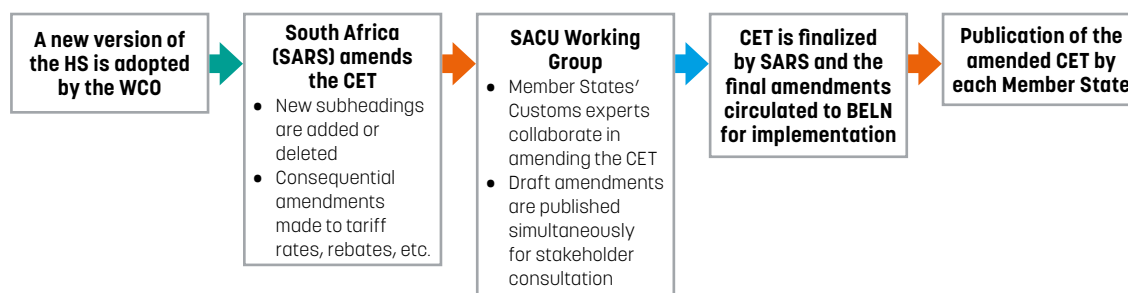 A new version of
the HS is adopted
by the WCO
South Africa
(SARS) amends
the CET
• New subheadings
are added or
deleted
• Consequential
amendments
made to tariff
rates, rebates, etc.
SACU Working
Group
• Member States’
Customs experts
collaborate in
amending the CET
• Draft amendments
are published
simultaneously
for stakeholder
consultation
CET is finalized
by SARS and the
final amendments
circulated to BELN
for implementation
Publication of the
amended CET by
each Member State